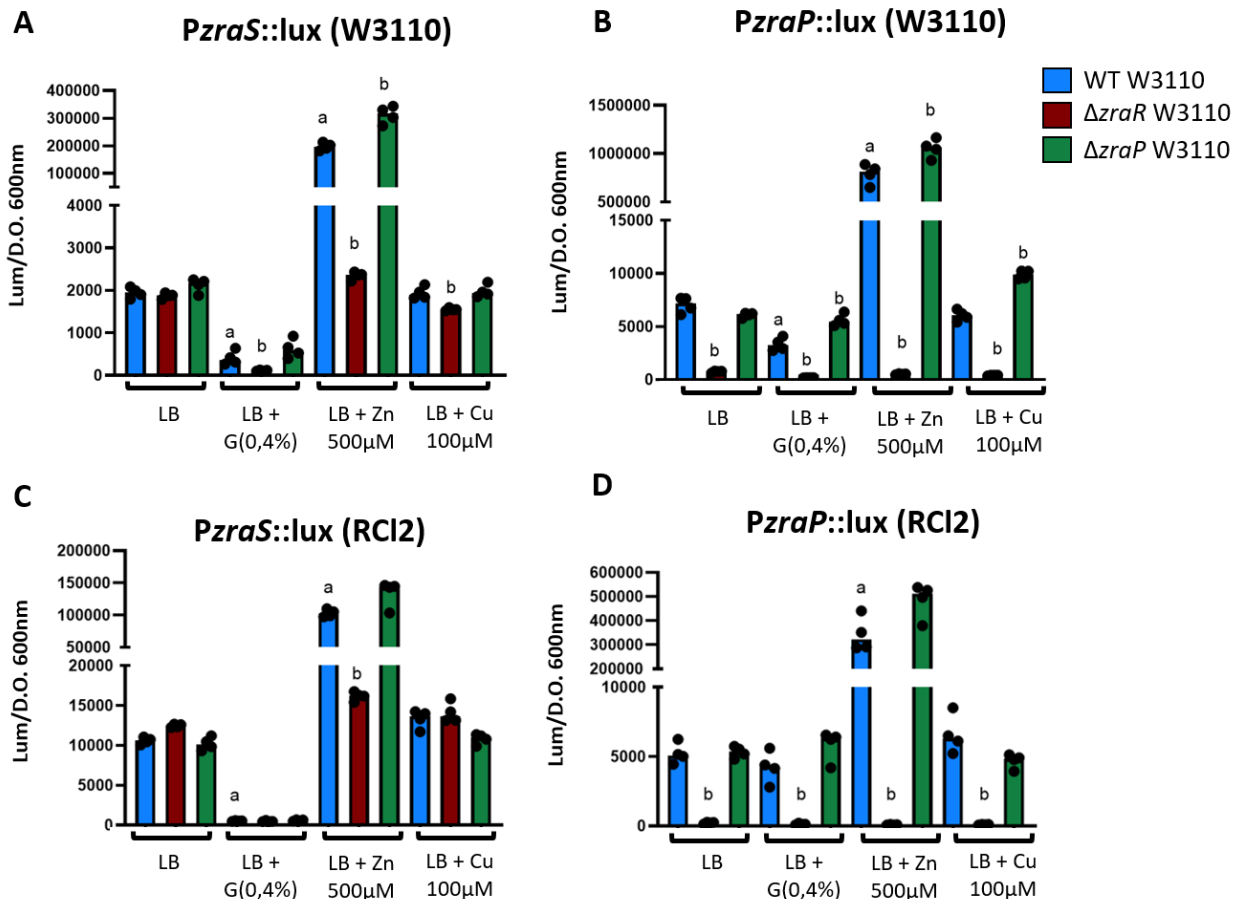 A
PzraS::lux (W3110)
Lum/D.O. 600nm
400000
300000
200000
100000
4000
3000
2000
1000
0
a
b
a
b
b
b
LB
LB +
G(0,4%)
LB + Zn
500µM
LB + Cu
100µM
B
PzraP::lux (W3110)
Lum/D.O. 600nm
1500000
1000000
500000
15000
10000
5000
0
b
a
b
b
a
b
b
b
b
LB
LB +
G(0,4%)
LB + Zn
500µM
LB + Cu
100µM
WT W3110
ΔzraR W3110
ΔzraP W3110
C
PzraS::lux (RCl2)
Lum/D.O. 600nm
200000
150000
100000
50000
20000
15000
10000
5000
0
a
a
b
LB
LB +
G(0,4%)
LB + Zn
500µM
LB + Cu
100µM
D
PzraP::lux (RCl2)
Lum/D.O. 600nm
600000
500000
400000
300000
200000
10000
5000
0
b
b
a
b
b
LB
LB +
G(0,4%)
LB + Zn
500µM
LB + Cu
100µM